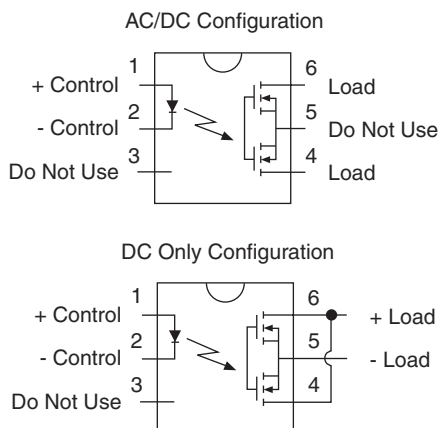 AC/DC Configuration
1
+ Control
2
- Control
3
Do Not Use
6
Load
5
Do Not Use
4
Load
DC Only Configuration
1
+ Control
2
- Control
3
Do Not Use
6
+ Load
5
- Load
4